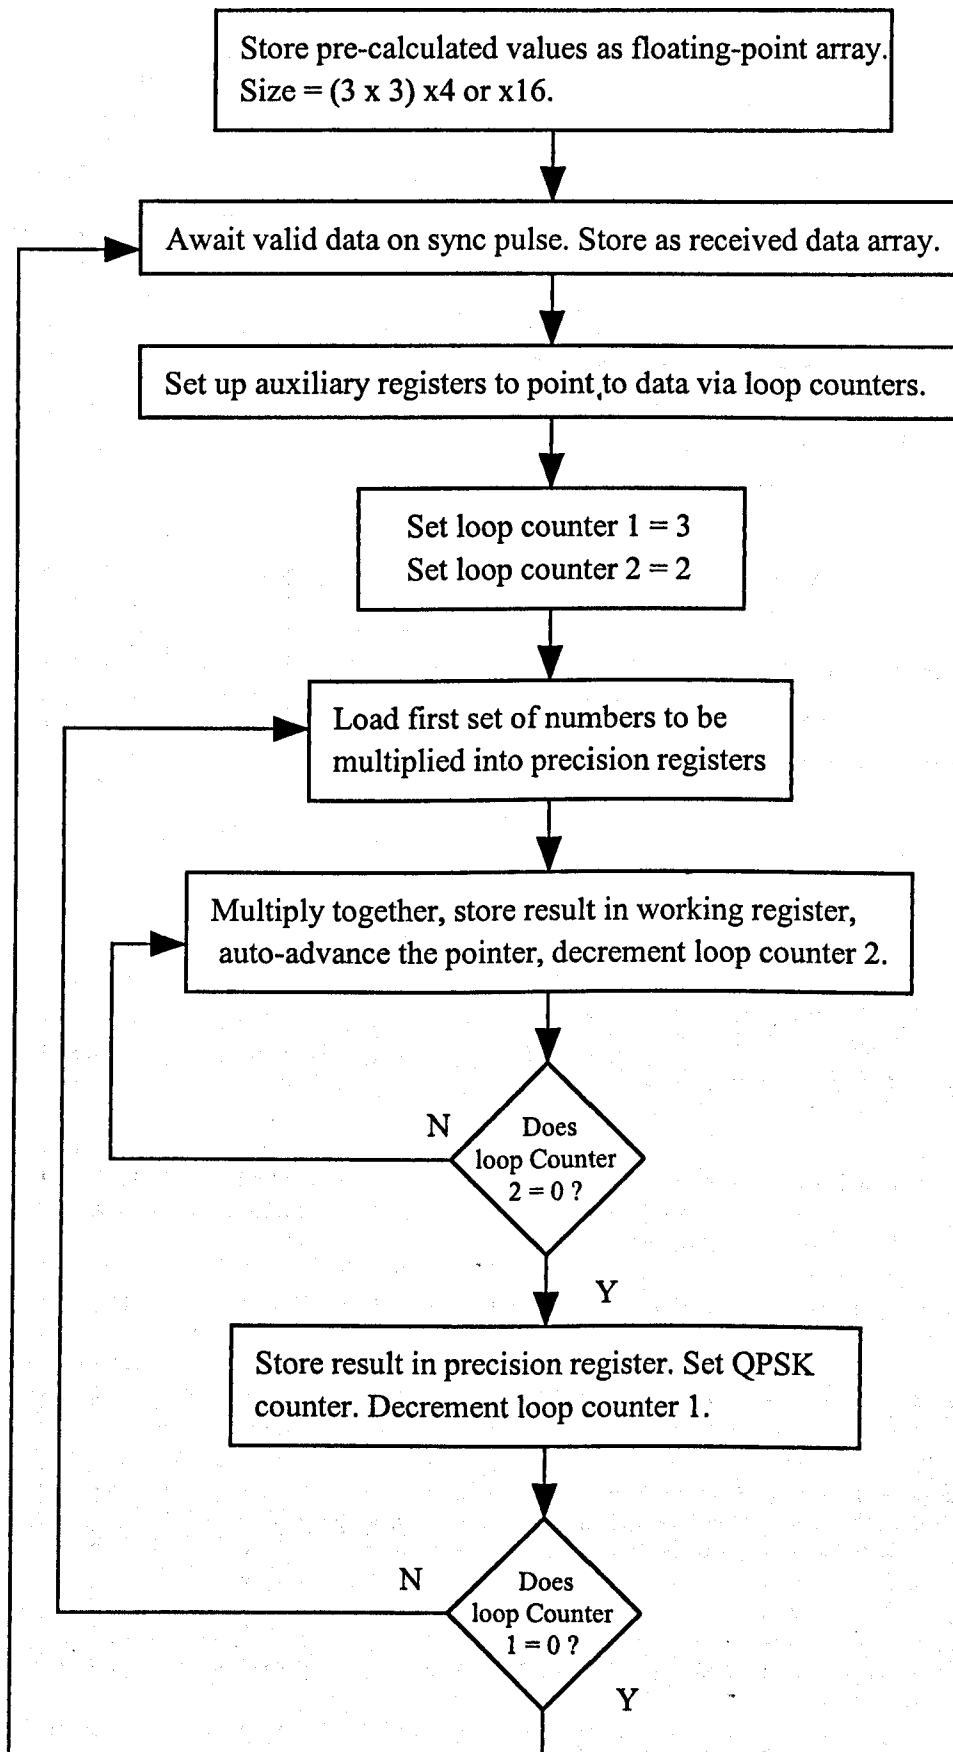 Store pre-calculated values as floating-point array.
Size = (3 x 3) x4 or x16.
Await valid data on sync pulse. Store as received data array.
Set up auxiliary registers to point to data via loop counters.
Set loop counter 1 = 3
Set loop counter 2 = 2
Load first set of numbers to be
multiplied into precision registers
Multiply together, store result in working register,
auto-advance the pointer, decrement loop counter 2.
N
Does
loop Counter
2 = 0 ?
Y
Store result in precision register. Set QPSK
counter. Decrement loop counter 1.
N
Does
loop Counter
1 = 0 ?
Y